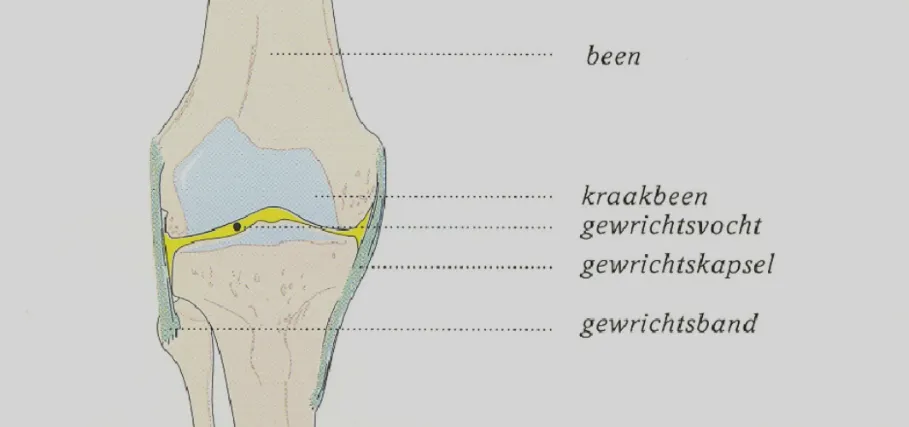 been
kraakbeen
gewrichtsvocht
gewrichtskapsel
gewrichtsband